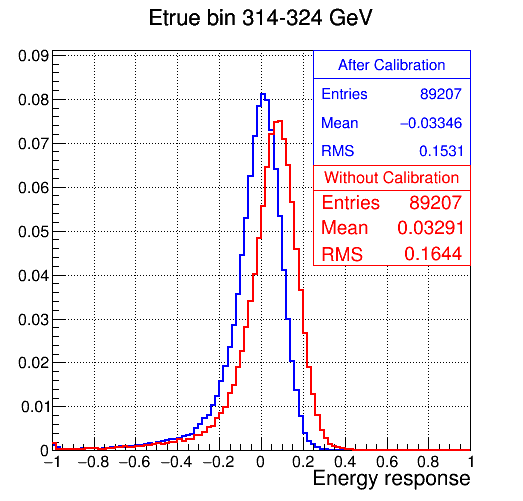 Etrue bin 314-324 GeV
After Calibration
Entries 89207
Mean −0.03346
RMS 0.1531
Without Calibration
Entries 89207
Mean 0.03291
RMS 0.1644
0.09
0.08
0.07
0.06
0.05
0.04
0.03
0.02
0.01
0
−1 −0.8 −0.6 −0.4 −0.2 0 0.2 0.4 0.6 0.8 1
Energy response